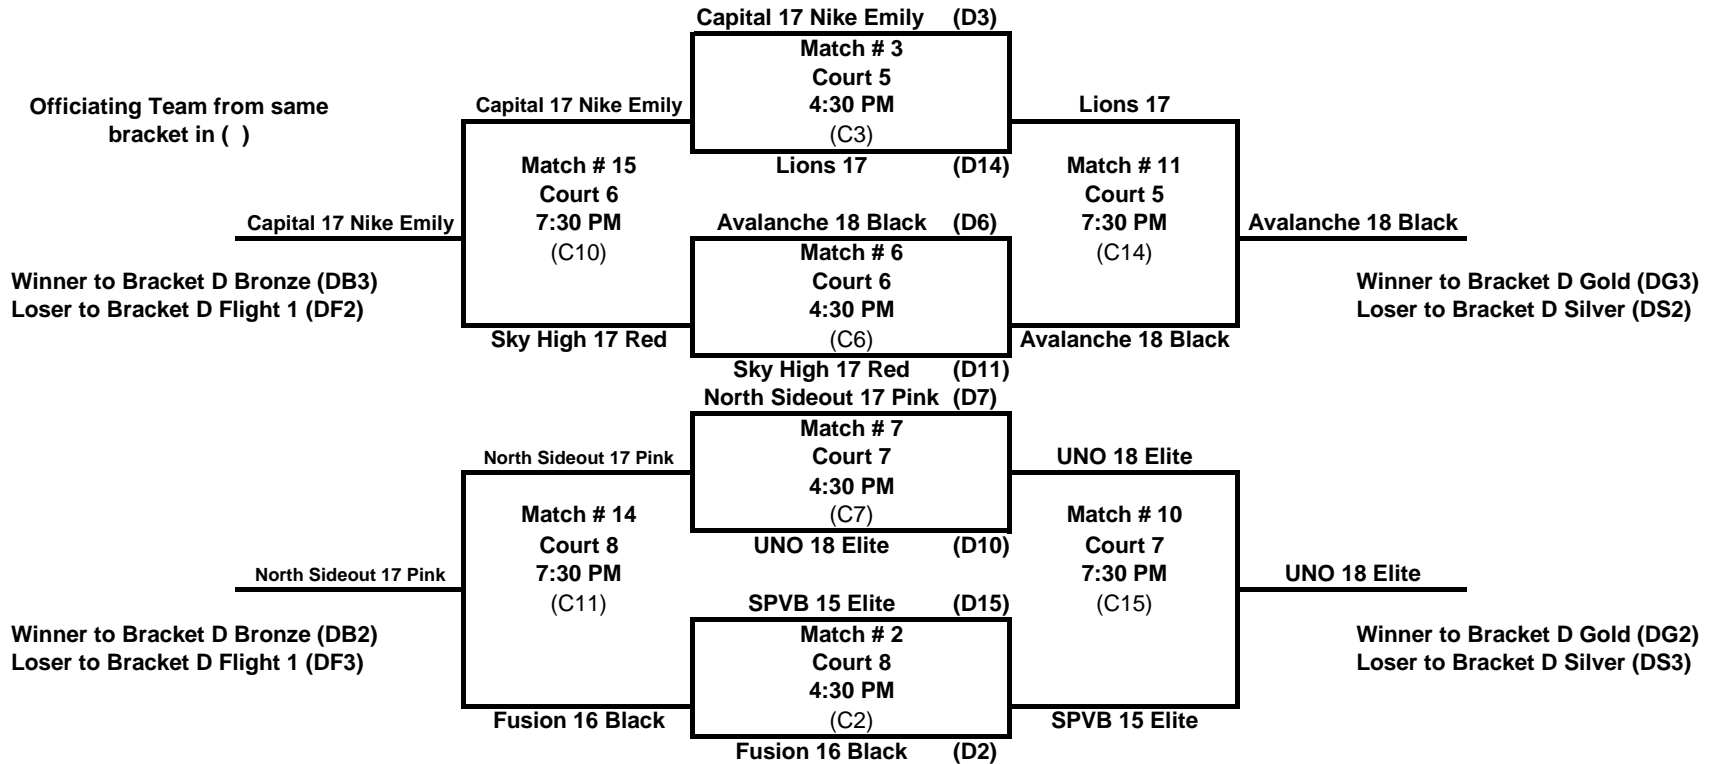 Capital 17 Nike Emily (D3)
Match # 3
Court 5
4:30 PM
(C3)
Lions 17 (D14)
Officiating Team from same
bracket in ( )
Capital 17 Nike Emily
Lions 17
Match # 15
Court 6
7:30 PM
(C10)
Match # 11
Court 5
7:30 PM
(C14)
Capital 17 Nike Emily
Avalanche 18 Black (D6)
Match # 6
Court 6
4:30 PM
(C6)
Sky High 17 Red (D11)
Avalanche 18 Black
Winner to Bracket D Bronze (DB3)
Loser to Bracket D Flight 1 (DF2)
Winner to Bracket D Gold (DG3)
Loser to Bracket D Silver (DS2)
Sky High 17 Red
Avalanche 18 Black
North Sideout 17 Pink (D7)
Match # 7
Court 7
4:30 PM
(C7)
UNO 18 Elite (D10)
North Sideout 17 Pink
UNO 18 Elite
Match # 14
Court 8
7:30 PM
(C11)
Match # 10
Court 7
7:30 PM
(C15)
North Sideout 17 Pink
UNO 18 Elite
SPVB 15 Elite (D15)
Match # 2
Court 8
4:30 PM
(C2)
Fusion 16 Black (D2)
Winner to Bracket D Bronze (DB2)
Loser to Bracket D Flight 1 (DF3)
Winner to Bracket D Gold (DG2)
Loser to Bracket D Silver (DS3)
Fusion 16 Black
SPVB 15 Elite